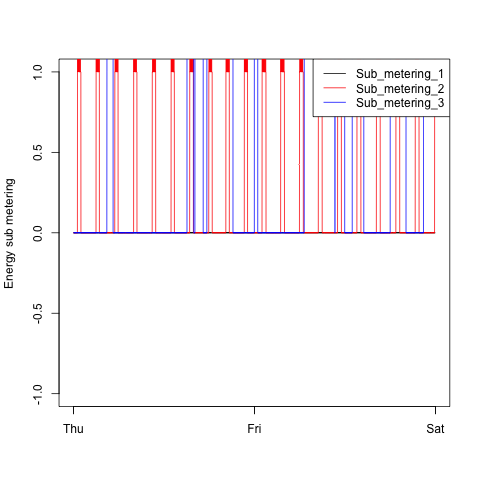 Sub_metering_1
Sub_metering_2
Sub_metering_3
Energy sub metering
1.0
0.5
0.0
-0.5
-1.0
Thu
Fri
Sat